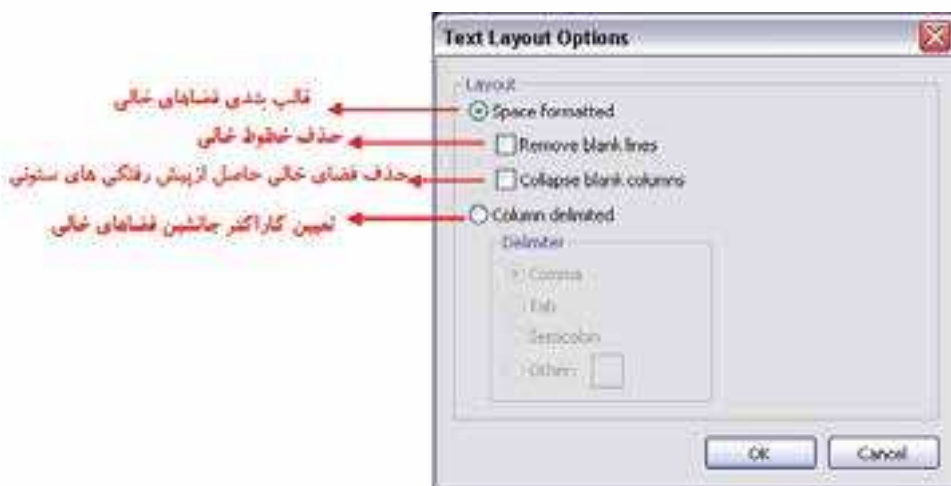 Text Layout Options
Layout
قالب بندی فضاهای خالی
Space formatted
حذف خطوط خالی
Remove blank lines
حذف فضای خالی حاصل ازپیش رفتگی های ستونی
Collapse blank columns
تعیین کاراکتر جانشین فضاهای خالی
Column delimited
Delimiter
Comma
Tab
Semicolon
Other:
OK
Cancel